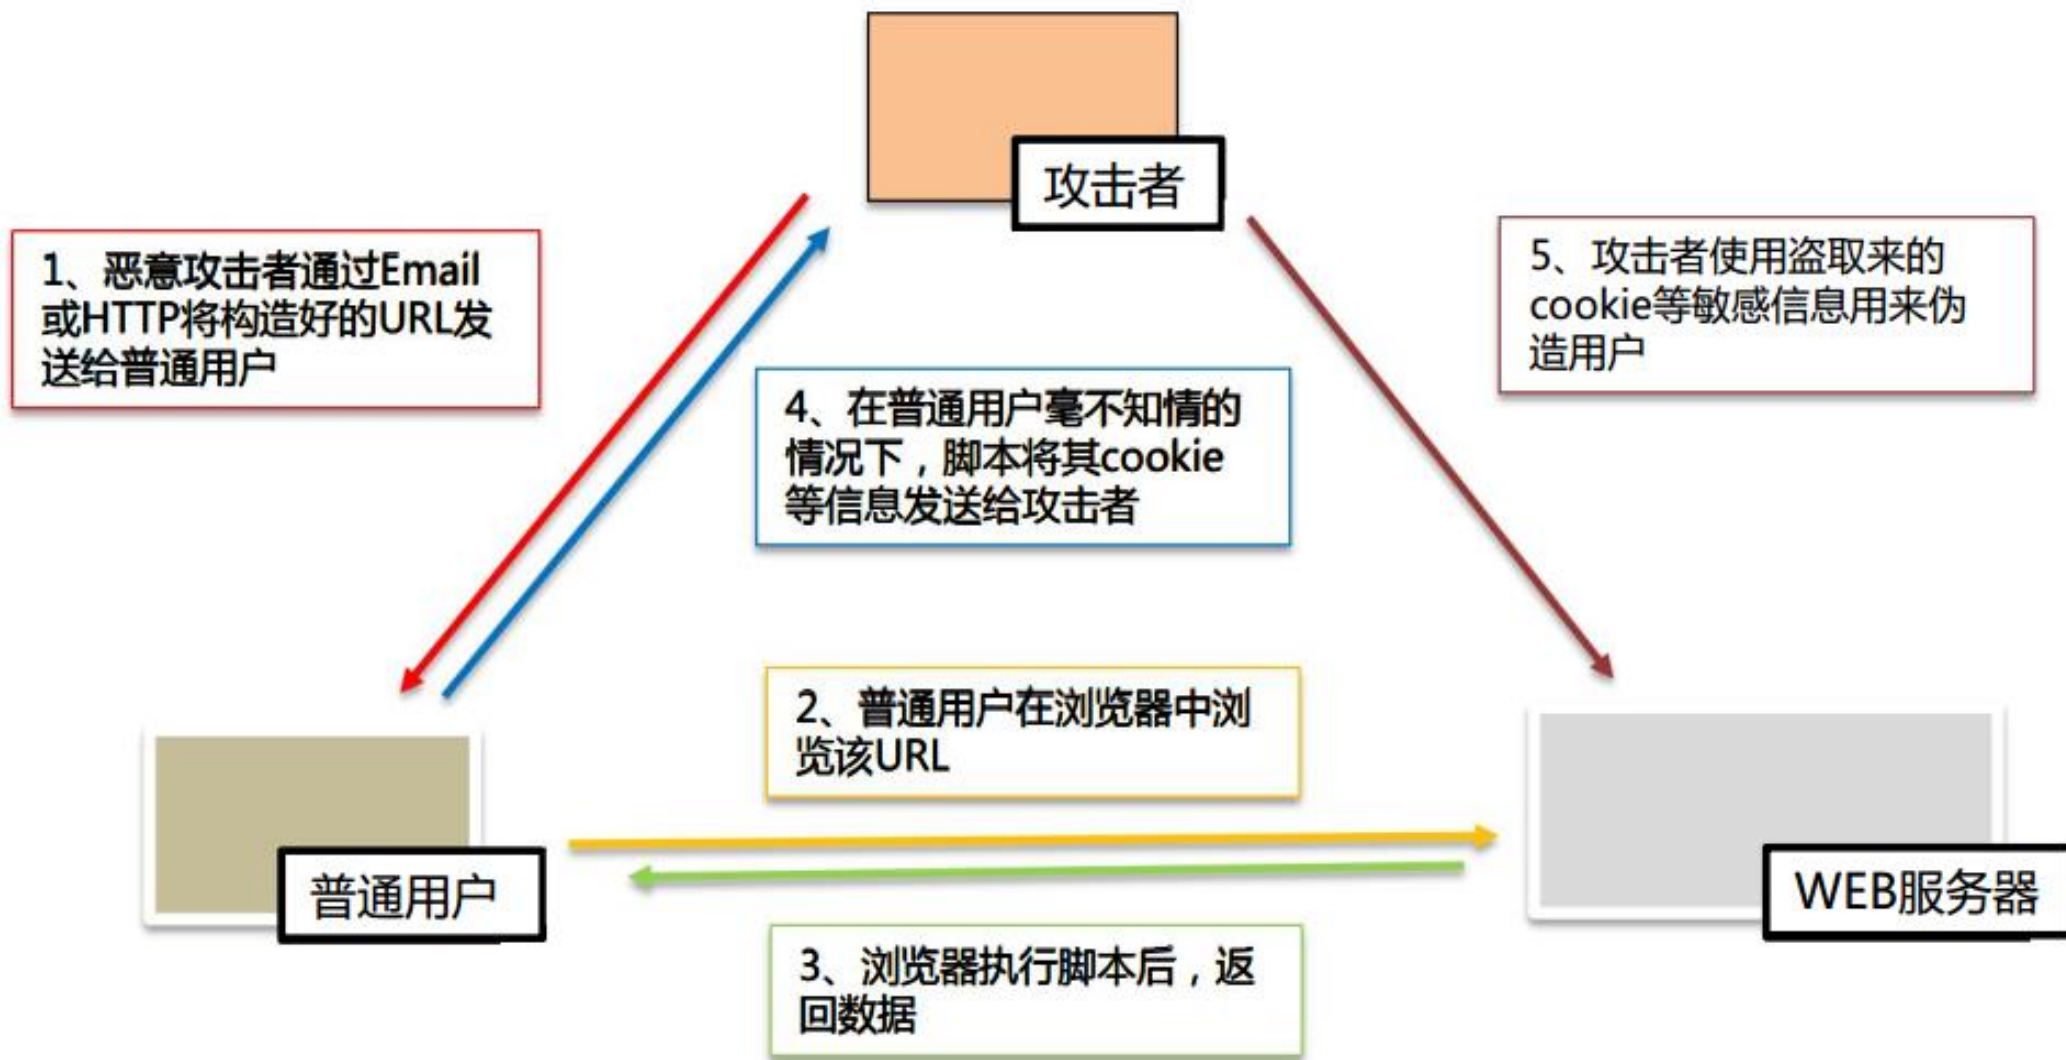 攻击者
1、恶意攻击者通过Email
或HTTP将构造好的URL发
送给普通用户
5、攻击者使用盗取来的
cookie等敏感信息用来伪
造用户
4、在普通用户毫不知情的
情况下，脚本将其cookie
等信息发送给攻击者
2、普通用户在浏览器中浏
览该URL
普通用户
WEB服务器
3、浏览器执行脚本后，返
回数据